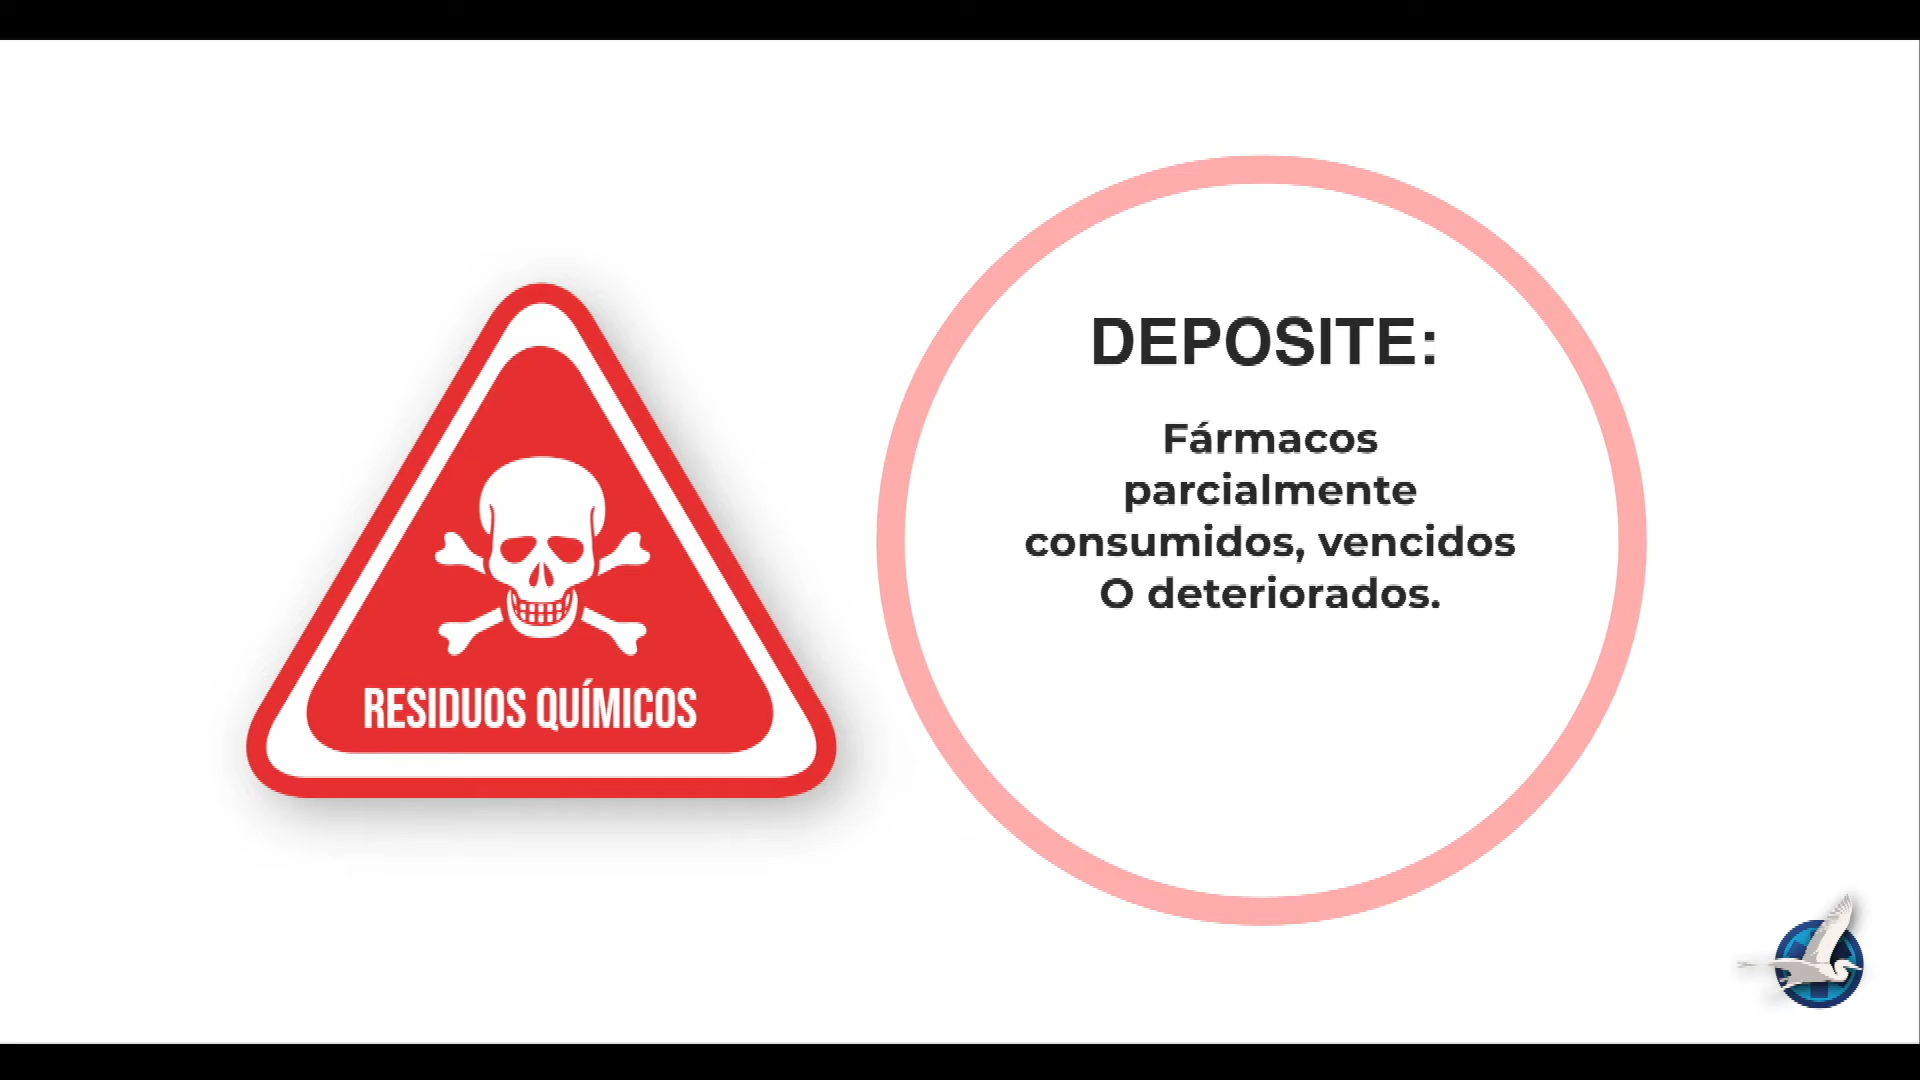 RESIDUOS QUÍMICOS
DEPOSITE:
Fármacos
parcialmente
consumidos, vencidos
O deteriorados.